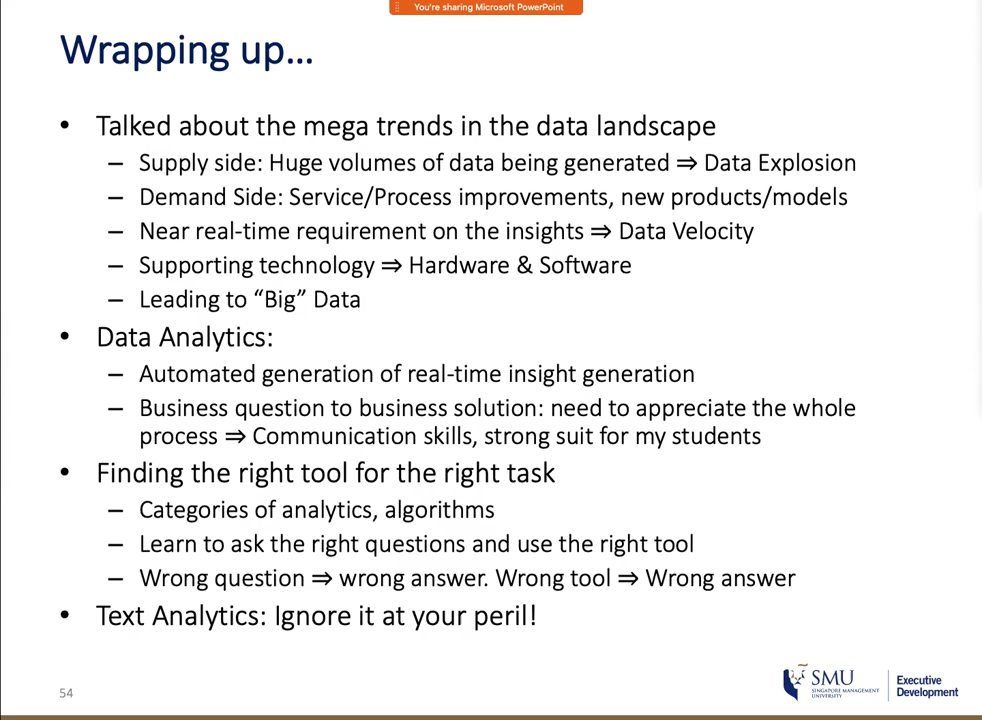 You're sharing Microsoft PowerPoint
Wrapping up...
• Talked about the mega trends in the data landscape
– Supply side: Huge volumes of data being generated ⇒ Data Explosion
– Demand Side: Service/Process improvements, new products/models
– Near real-time requirement on the insights ⇒ Data Velocity
– Supporting technology ⇒ Hardware & Software
– Leading to “Big” Data
• Data Analytics:
– Automated generation of real-time insight generation
– Business question to business solution: need to appreciate the whole
process ⇒ Communication skills, strong suit for my students
• Finding the right tool for the right task
– Categories of analytics, algorithms
– Learn to ask the right questions and use the right tool
– Wrong question ⇒ wrong answer. Wrong tool ⇒ Wrong answer
• Text Analytics: Ignore it at your peril!
54
SMU
SINGAPORE MANAGEMENT
UNIVERSITY
Executive
Development